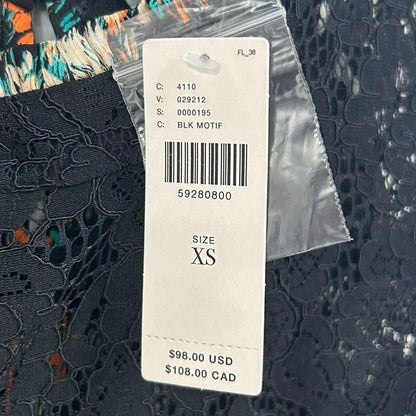 FL_38
C: 4110
V: 029212
S: 0000195
C: BLK MOTIF
59280800
SIZE
XS
$98.00 USD
$108.00 CAD